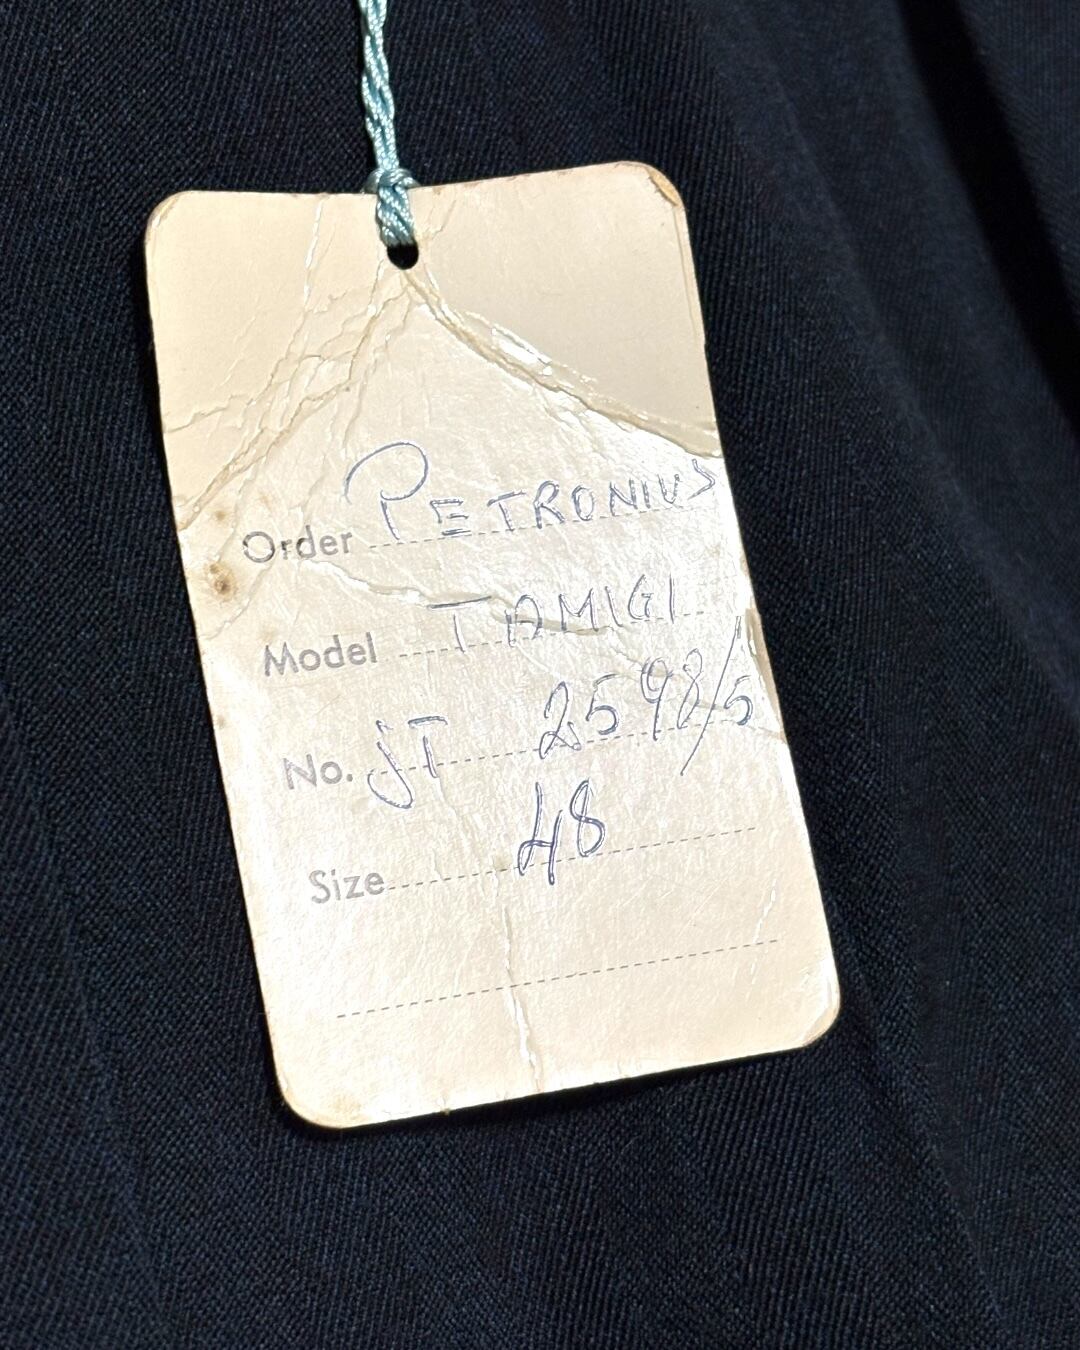 Order PETRONIUS
Model TAMIGI
No. JT 2598/5
Size 48